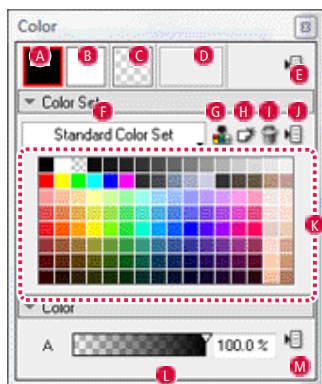 Color
A B C D
E
Color Set
F
G H I J
Standard Color Set
K
Color
A 100.0 %
L
M